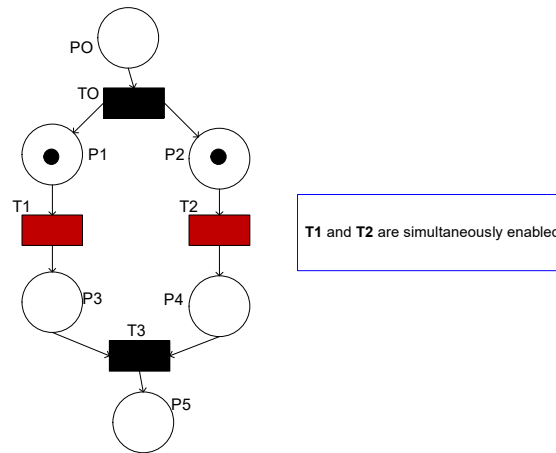 PO
TO
P1
P2
T1
T2
T1 and T2 are simultaneously enabled
P3
P4
T3
P5